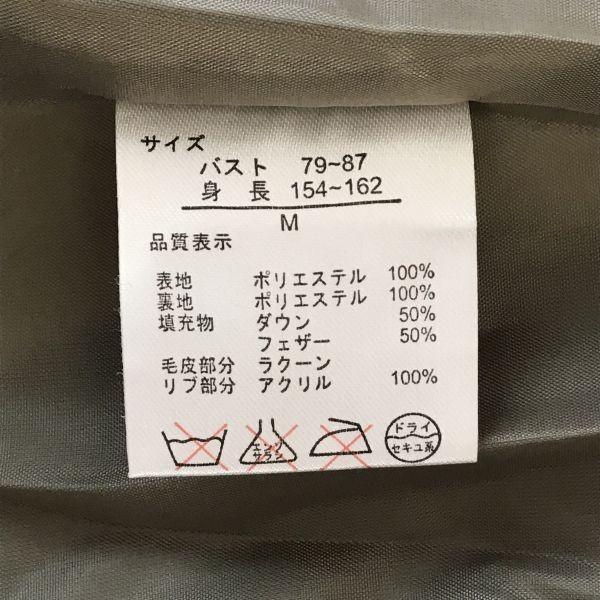 サイズ
バスト 79~87
身 長 154~162
M
品質表示
表地 ポリエステル 100%
裏地 ポリエステル 100%
填充物 ダウン 50%
フェザー 50%
毛皮部分 ラクーン
リブ部分 アクリル 100%
エンソ
サラン
ドライ
セキユ系